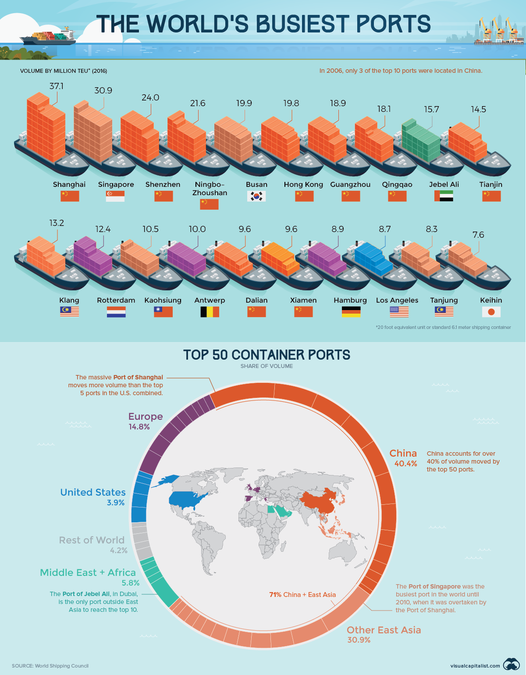 THE WORLD'S BUSIEST PORTS
VOLUME BY MILLION TEU* (2016)
In 2006, only 3 of the top 10 ports were located in China.
37.1 30.9 24.0 21.6 19.9 19.8 18.9 18.1 15.7 14.5
Shanghai Singapore Shenzhen Ningbo- Busan Hong Kong Guangzhou Qingqao Jebel Ali Tianjin
Zhoushan
13.2 12.4 10.5 10.0 9.6 9.6 8.9 8.7 8.3 7.6
Klang Rotterdam Kaohsiung Antwerp Dalian Xiamen Hamburg Los Angeles Tanjung Keihin
*20 foot equivalent unit or standard 6.1 meter shipping container
TOP 50 CONTAINER PORTS
SHARE OF VOLUME
The massive Port of Shanghai
moves more volume than the top
5 ports in the U.S. combined.
Europe
14.8%
China
40.4%
China accounts for over
40% of volume moved by
the top 50 ports.
United States
3.9%
Rest of World
4.2%
Middle East + Africa
5.8%
The Port of Jebel Ali, in Dubai,
is the only port outside East
Asia to reach the top 10.
71% China + East Asia
The Port of Singapore was the
busiest port in the world until
2010, when it was overtaken by
the Port of Shanghai.
Other East Asia
30.9%
SOURCE: World Shipping Council
visualcapitalist.com